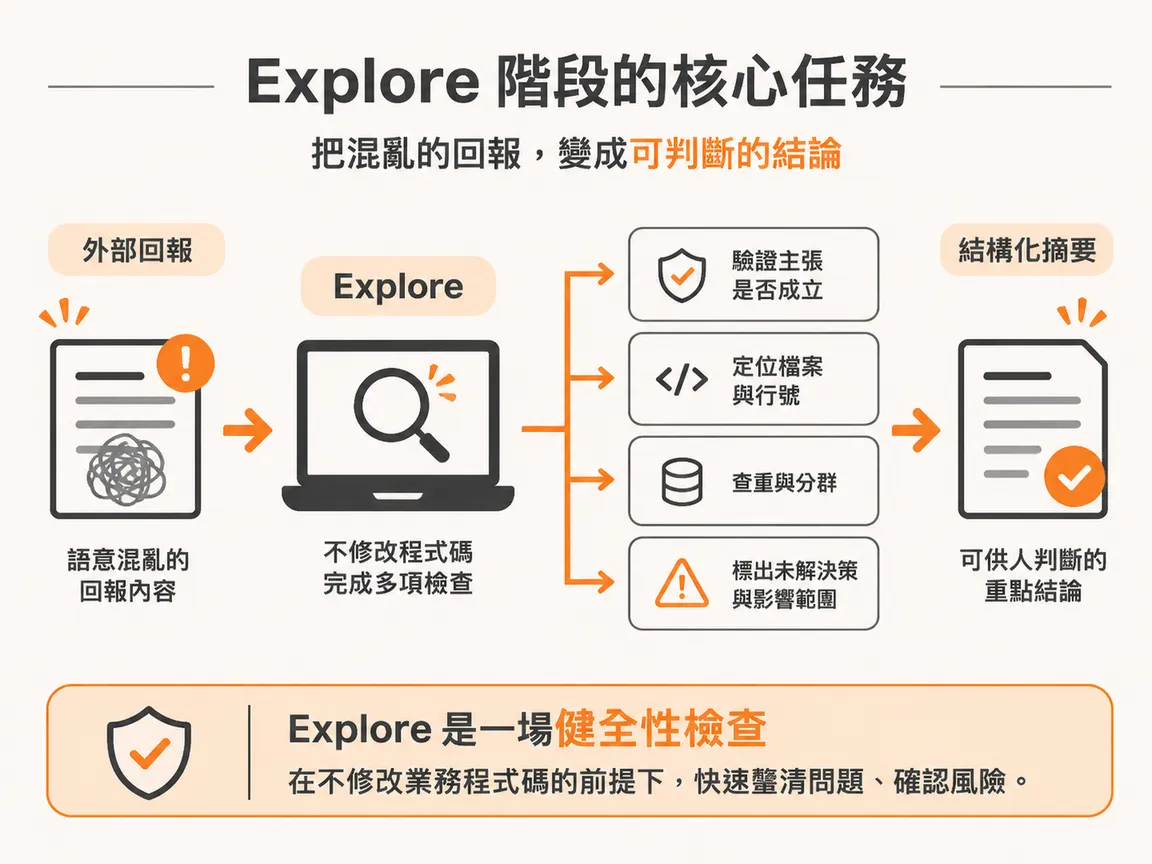 Explore 階段的核心任務
把混亂的回報，變成可判斷的結論
外部回報
語意混亂的
回報內容
Explore
不修改程式碼
完成多項檢查
驗證主張
是否成立
</>
定位檔案
與行號
查重與分群
標出未解決策
與影響範圍
結構化摘要
可供人判斷的
重點結論
Explore 是一場健全性檢查
在不修改業務程式碼的前提下，快速釐清問題、確認風險。